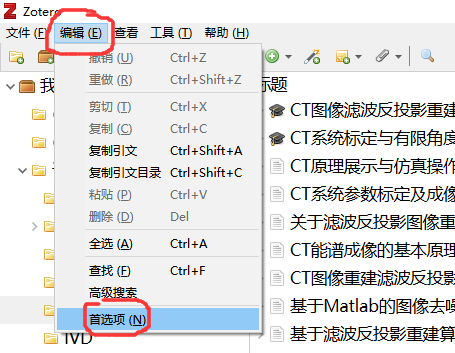 Zotero
文件 (F) 编辑 (E) 查看 工具 (T) 帮助 (H)
撤销 (U) Ctrl+Z
重做 (R) Ctrl+Shift+Z
剪切 (T) Ctrl+X
复制 (C) Ctrl+C
复制引文 Ctrl+Shift+A
复制引文目录 Ctrl+Shift+C
粘贴 (P) Ctrl+V
删除 (D) Del
全选 (A) Ctrl+A
查找 (F) Ctrl+F
高级搜索
首选项 (N)
我
IVD
标题
CT图像滤波反投影重建
CT系统标定与有限角度
CT原理展示与仿真操作
CT系统参数标定及成像
关于滤波反投影图像重
CT能谱成像的基本原理
CT图像重建滤波反投影
基于Matlab的图像去噪
基于滤波反投影重建算